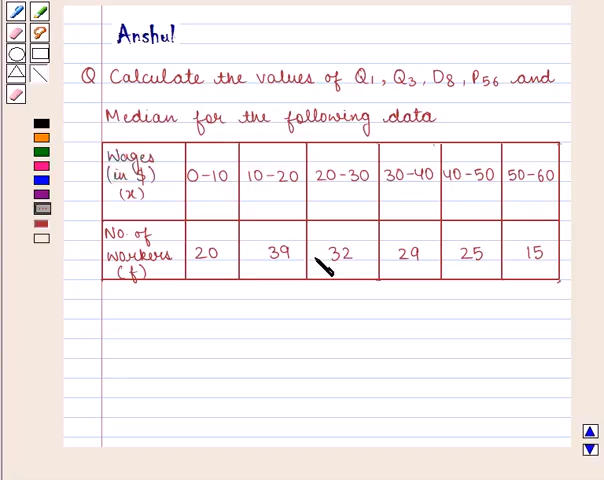 Anshul
Q Calculate the values of Q1, Q3, D8, P56 and
Median for the following data
Wages (in $) (x) 0-10 10-20 20-30 30-40 40-50 50-60
No. of workers (f) 20 39 32 29 25 15